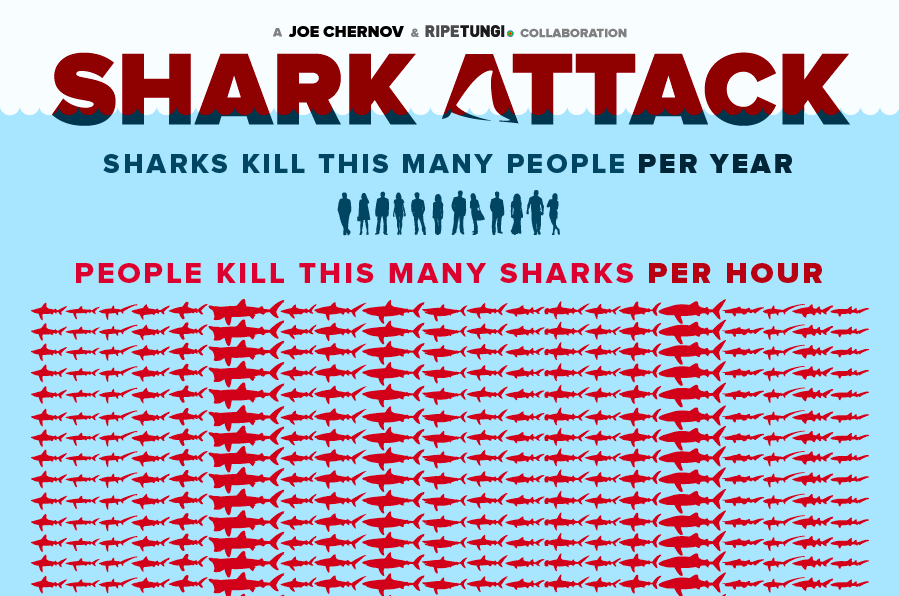 A JOE CHERNOV & RIPETUNGI COLLABORATION
SHARK ATTACK
SHARKS KILL THIS MANY PEOPLE PER YEAR
PEOPLE KILL THIS MANY SHARKS PER HOUR